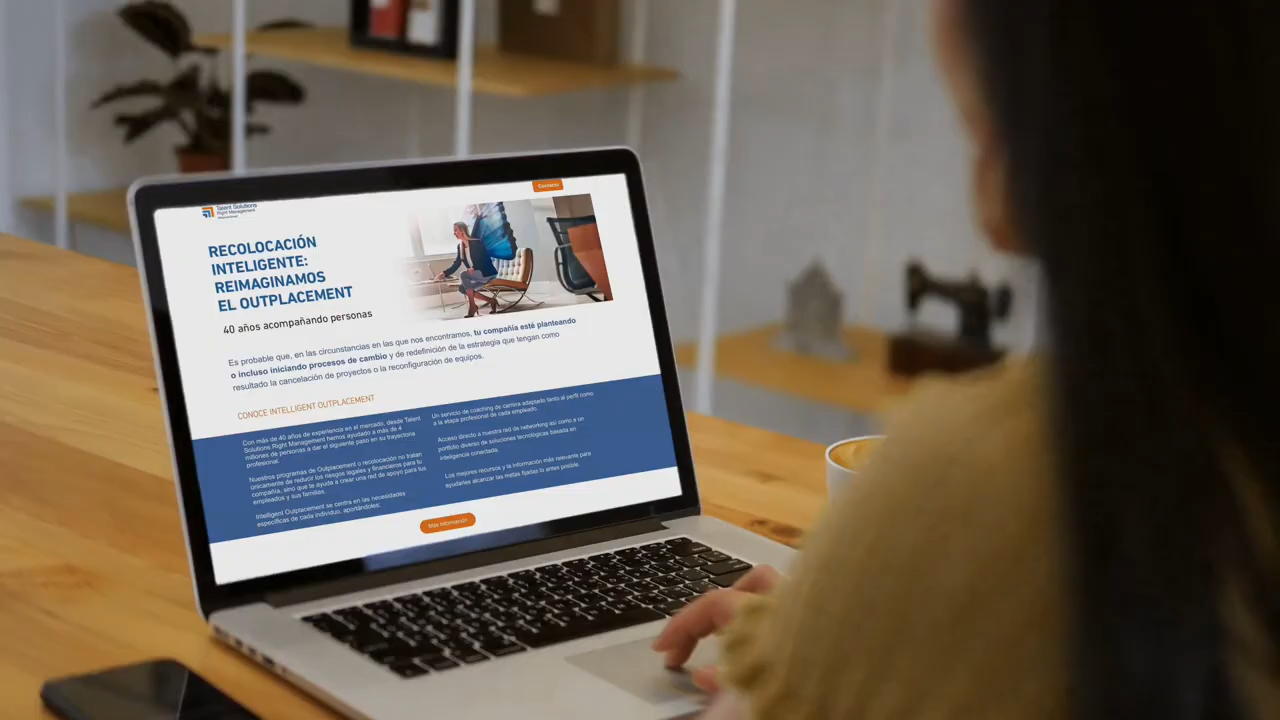 Contacto
Talent Solutions
Right Management
RECOLOCACIÓN
INTELIGENTE:
REIMAGINAMOS
EL OUTPLACEMENT
40 años acompañando personas
Es probable que, en las circunstancias en las que nos encontramos, tu compañía esté planteando
o incluso iniciando procesos de cambio y de redefinición de la estrategia que tengan como
resultado la cancelación de proyectos o la reconfiguración de equipos.
CONOCE INTELLIGENT OUTPLACEMENT
Con más de 40 años de experiencia en el mercado, desde Talent
Solutions Right Management hemos ayudado a más de 4
millones de personas a dar el siguiente paso en su trayectoria
profesional.
Nuestros programas de Outplacement o recolocación no tratan
únicamente de reducir los riesgos legales y financieros para tu
compañía, sino que te ayuda a crear una red de apoyo para tus
empleados y sus familias.
Intelligent Outplacement se centra en las necesidades
específicas de cada individuo, aportándoles:
Un servicio de coaching de carrera adaptado tanto al perfil como
a la etapa profesional de cada empleado.
Acceso directo a nuestra red de networking así como a un
portfolio diverso de soluciones tecnológicas basada en
inteligencia conectada.
Los mejores recursos y la información más relevante para
ayudarles alcanzar las metas fijadas lo antes posible.
Más información